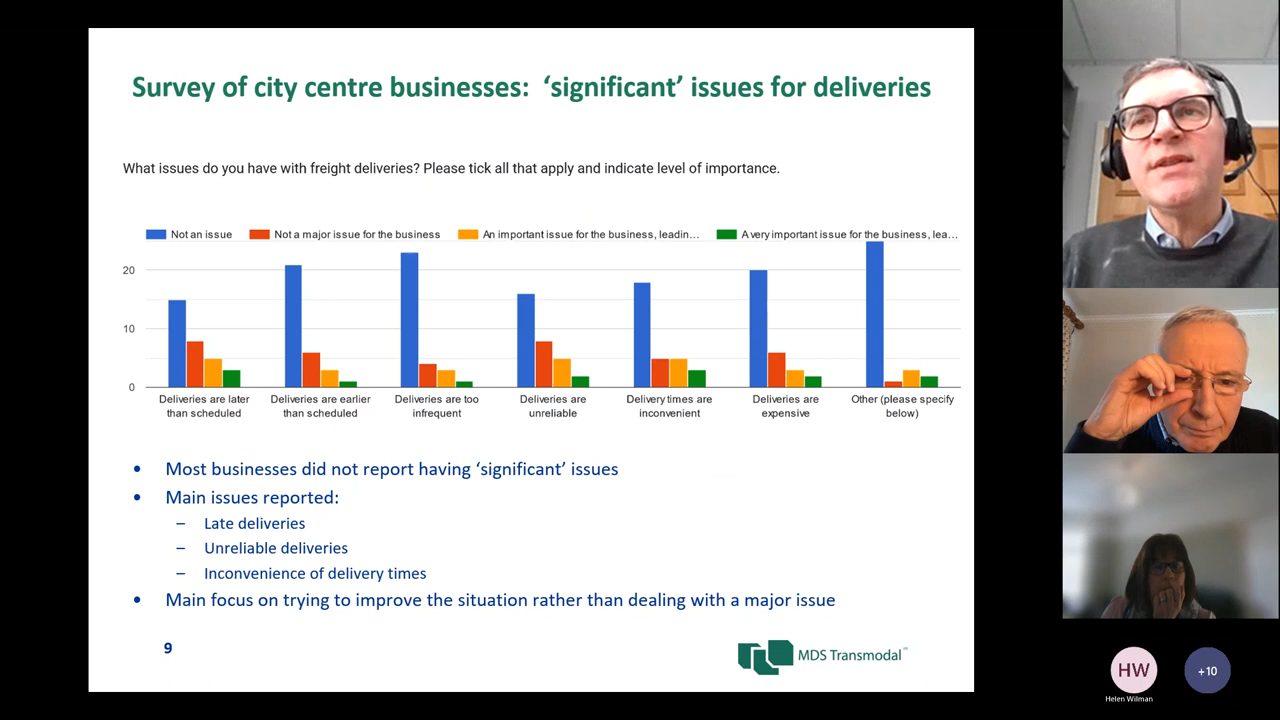 Survey of city centre businesses: ‘significant’ issues for deliveries
What issues do you have with freight deliveries? Please tick all that apply and indicate level of importance.
Not an issue
Not a major issue for the business
An important issue for the business, leadin…
A very important issue for the business, lea…
20
10
0
Deliveries are later
than scheduled
Deliveries are earlier
than scheduled
Deliveries are too
infrequent
Deliveries are
unreliable
Delivery times are
inconvenient
Deliveries are
expensive
Other (please specify
below)
• Most businesses did not report having ‘significant’ issues
• Main issues reported:
– Late deliveries
– Unreliable deliveries
– Inconvenience of delivery times
• Main focus on trying to improve the situation rather than dealing with a major issue
9
MDS Transmodal
HW
+10
Helen Wilman